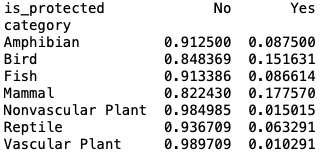 is_protected No Yes
category
Amphibian 0.912500 0.087500
Bird 0.848369 0.151631
Fish 0.913386 0.086614
Mammal 0.822430 0.177570
Nonvascular Plant 0.984985 0.015015
Reptile 0.936709 0.063291
Vascular Plant 0.989709 0.010291